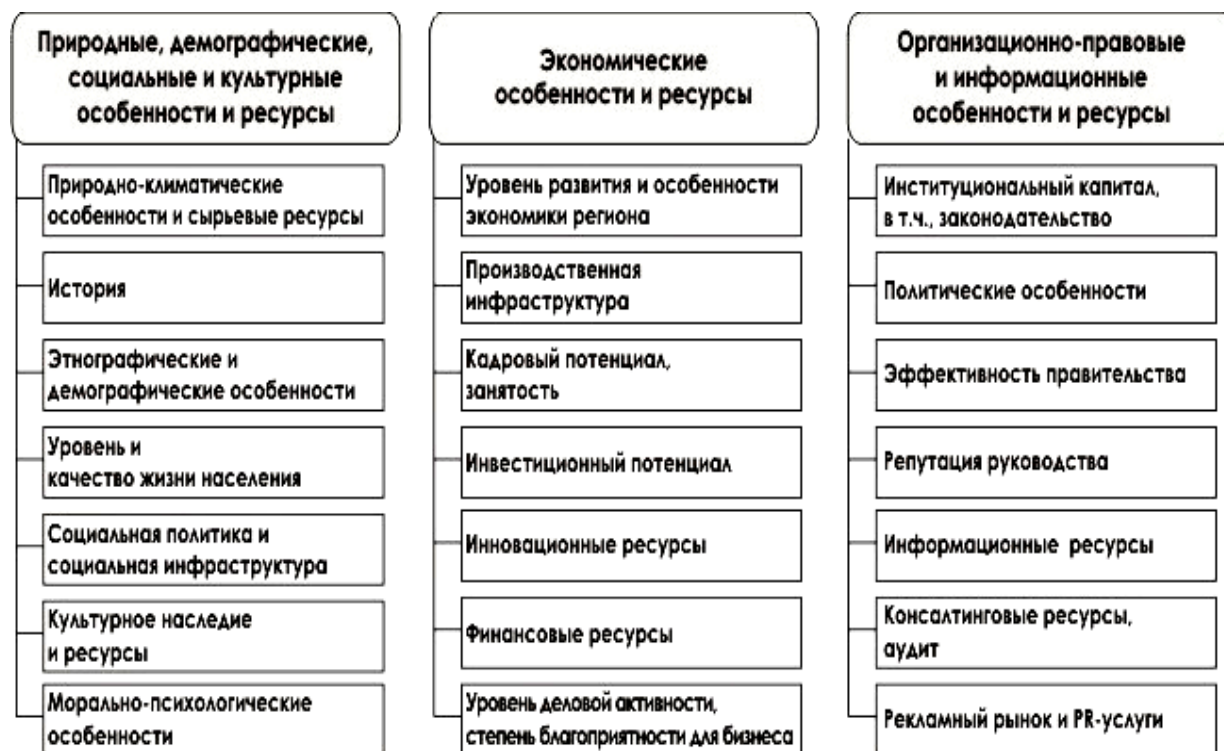 Природные, демографические,
социальные и культурные
особенности и ресурсы
Природно-климатические
особенности и сырьевые ресурсы
История
Этнографические и
демографические особенности
Уровень и
качество жизни населения
Социальная политика и
социальная инфраструктура
Культурное наследие
и ресурсы
Морально-психологические
особенности
Экономические
особенности и ресурсы
Уровень развития и особенности
экономики региона
Производственная
инфраструктура
Кадровый потенциал,
занятость
Инвестиционный потенциал
Инновационные ресурсы
Финансовые ресурсы
Уровень деловой активности,
степень благоприятности для бизнеса
Организационно-правовые
и информационные
особенности и ресурсы
Институциональный капитал,
в т.ч., законодательство
Политические особенности
Эффективность правительства
Репутация руководства
Информационные ресурсы
Консалтинговые ресурсы,
аудит
Рекламный рынок и PR-услуги